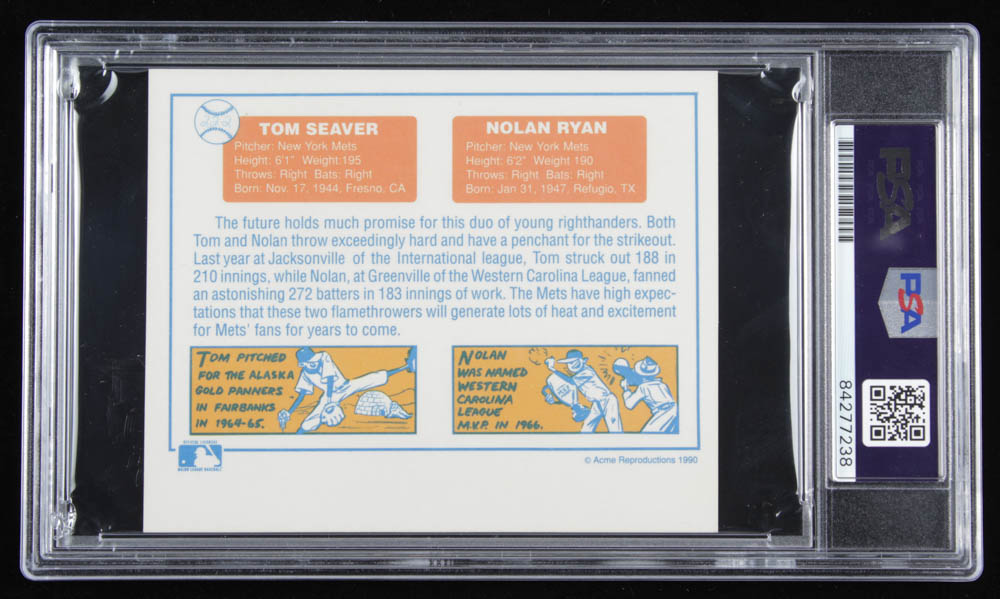 TOM SEAVER
Pitcher: New York Mets
Height: 6'1" Weight:195
Throws: Right Bats: Right
Born: Nov. 17, 1944, Fresno, CA
NOLAN RYAN
Pitcher: New York Mets
Height: 6'2" Weight 190
Throws: Right Bats: Right
Born: Jan 31, 1947, Refugio, TX
The future holds much promise for this duo of young righthanders. Both
Tom and Nolan throw exceedingly hard and have a penchant for the strikeout.
Last year at Jacksonville of the International league, Tom struck out 188 in
210 innings, while Nolan, at Greenville of the Western Carolina League, fanned
an astonishing 272 batters in 183 innings of work. The Mets have high expec-
tations that these two flamethrowers will generate lots of heat and excitement
for Mets' fans for years to come.
TOM PITCHED
FOR THE ALASKA
GOLD PANNERS
IN FAIRBANKS
IN 1964-65.
NOLAN
WAS NAMED
WESTERN
CAROLINA
LEAGUE
M.V.P. IN 1966.
© Acme Reproductions 1990
PSA
PSA
84277238